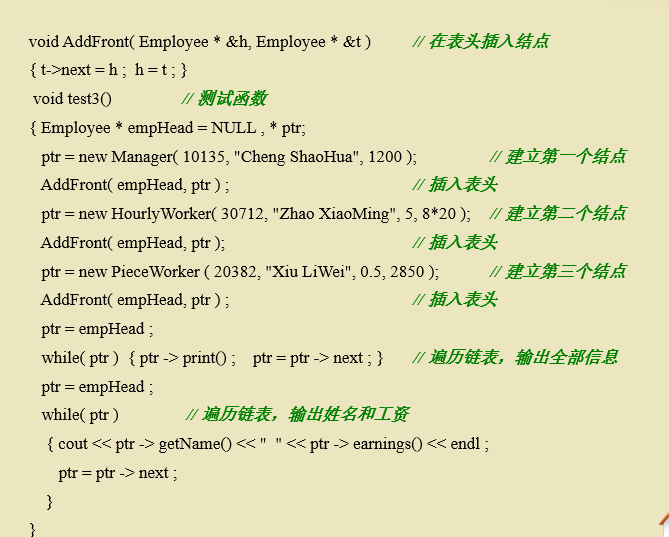 void AddFront( Employee * &h, Employee * &t ) // 在表头插入结点
{ t->next = h ; h = t ; }
void test3() // 测试函数
{ Employee * empHead = NULL , * ptr;
ptr = new Manager( 10135, "Cheng ShaoHua", 1200 ); // 建立第一个结点
AddFront( empHead, ptr ) ; // 插入表头
ptr = new HourlyWorker( 30712, "Zhao XiaoMing", 5, 8*20 ); // 建立第二个结点
AddFront( empHead, ptr ); // 插入表头
ptr = new PieceWorker ( 20382, "Xiu LiWei", 0.5, 2850 ); // 建立第三个结点
AddFront( empHead, ptr ) ; // 插入表头
ptr = empHead ;
while( ptr ) { ptr -> print() ; ptr = ptr -> next ; } // 遍历链表，输出全部信息
ptr = empHead ;
while( ptr ) // 遍历链表，输出姓名和工资
{ cout << ptr -> getName() << "  " << ptr -> earnings() << endl ;
ptr = ptr -> next ;
}
}